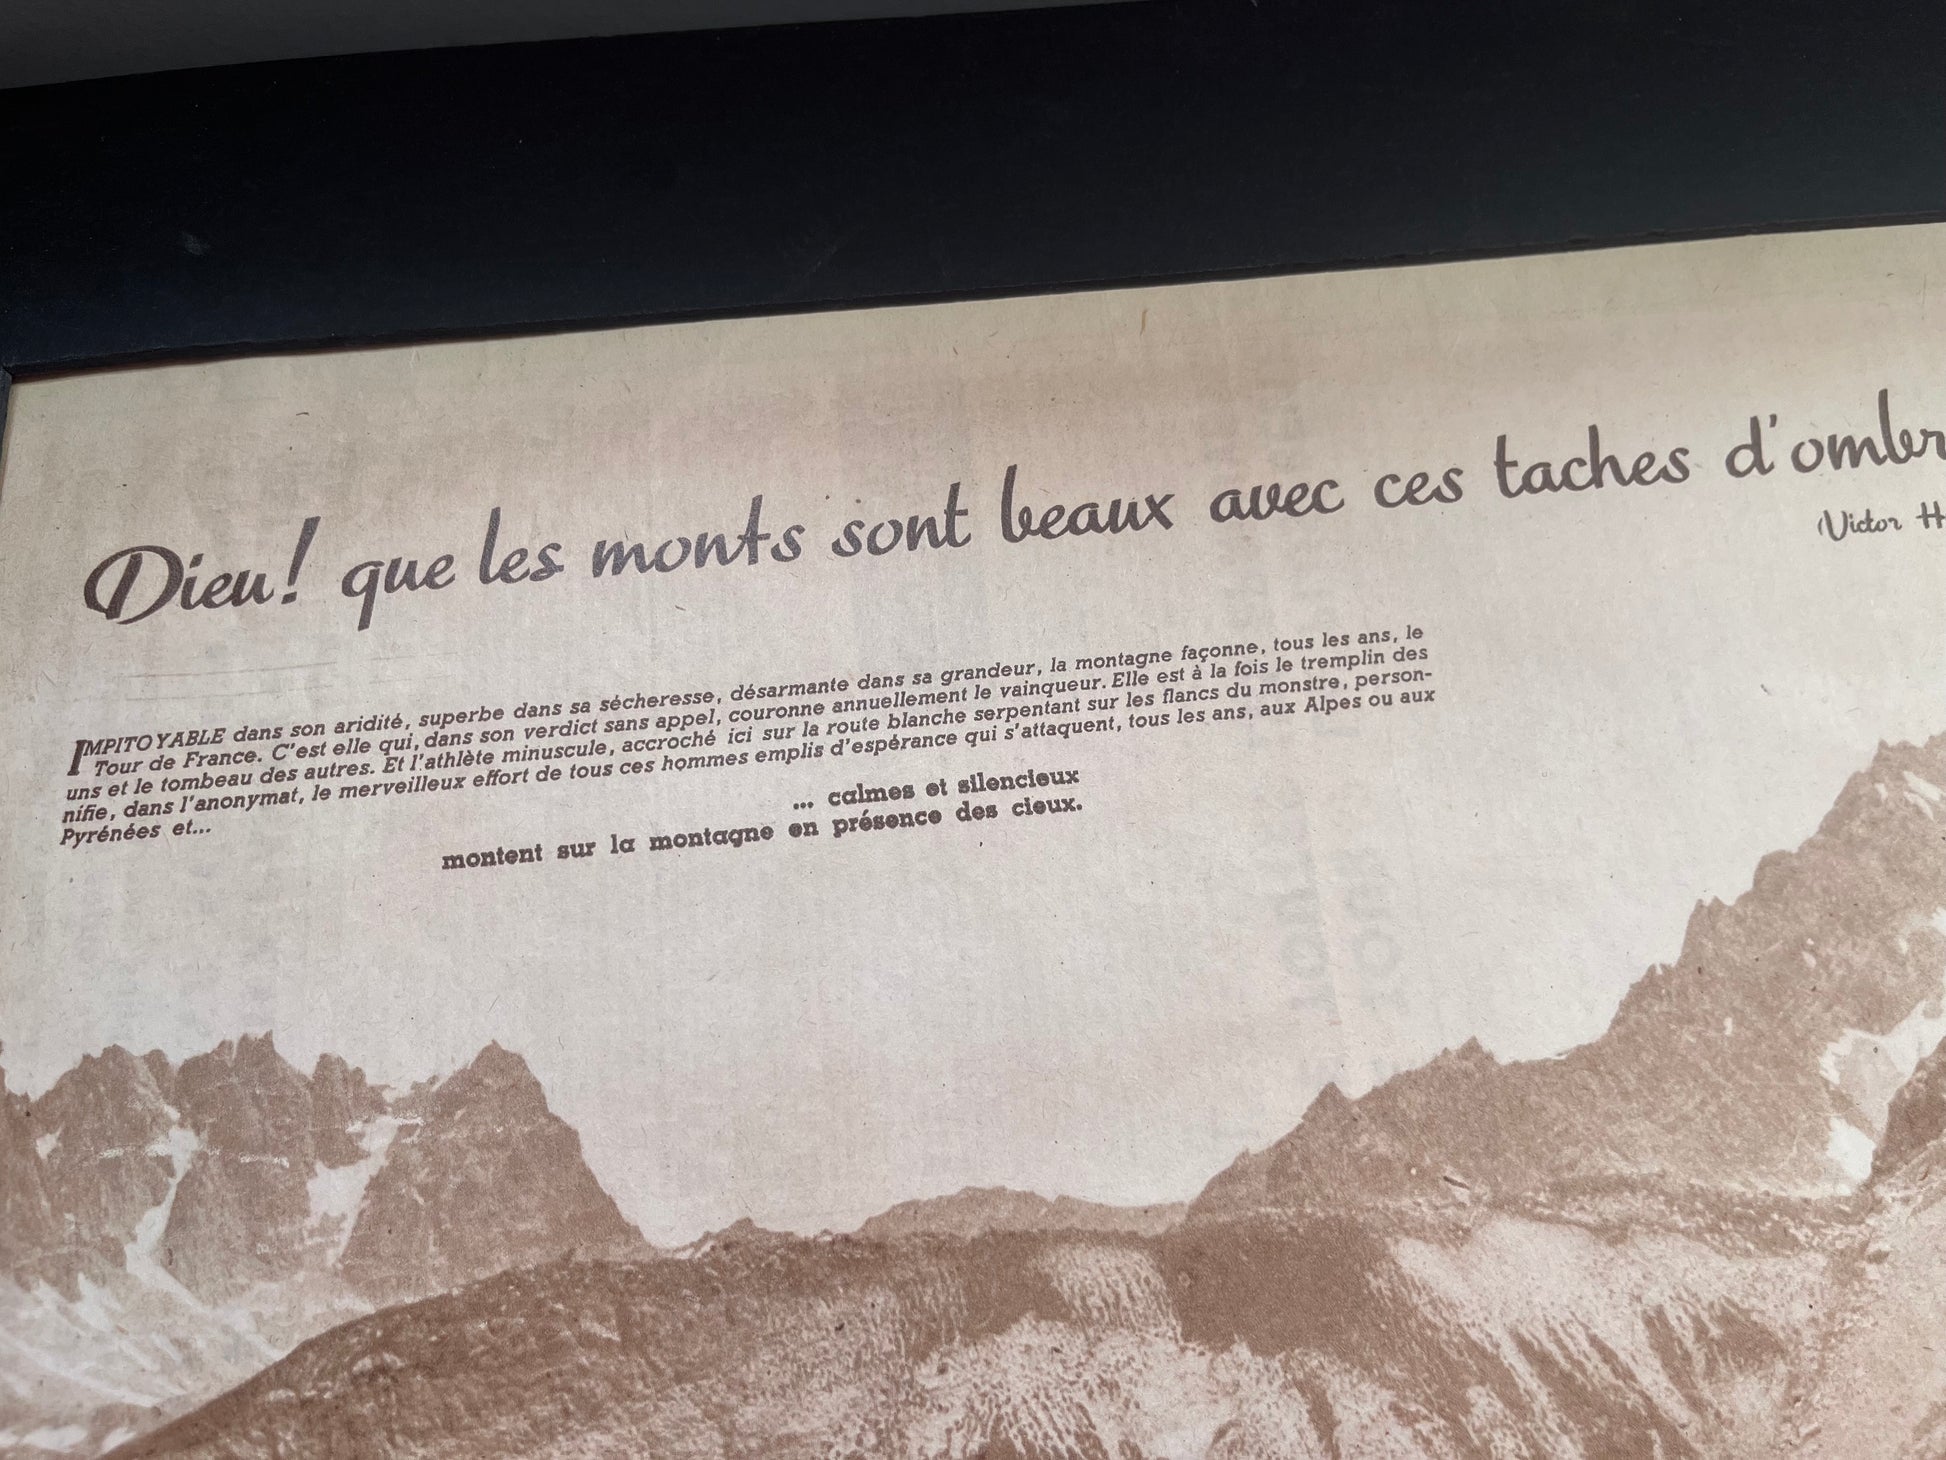 Dieu! que les monts sont beaux avec ces taches d'ombr
(Victor H
IMPITOYABLE dans son aridité, superbe dans sa sécheresse, désarmante dans sa grandeur, la montagne façonne, tous les ans, le
Tour de France. C'est elle qui, dans son verdict sans appel, couronne annuellement le vainqueur. Elle est à la fois le tremplin des
uns et le tombeau des autres. Et l'athlète minuscule, accroché ici sur la route blanche serpentant sur les flancs du monstre, person-
nifie, dans l'anonymat, le merveilleux effort de tous ces hommes emplis d'espérance qui s'attaquent, tous les ans, aux Alpes ou aux
Pyrénées et...
... calmes et silencieux
montent sur la montagne en présence des cieux.